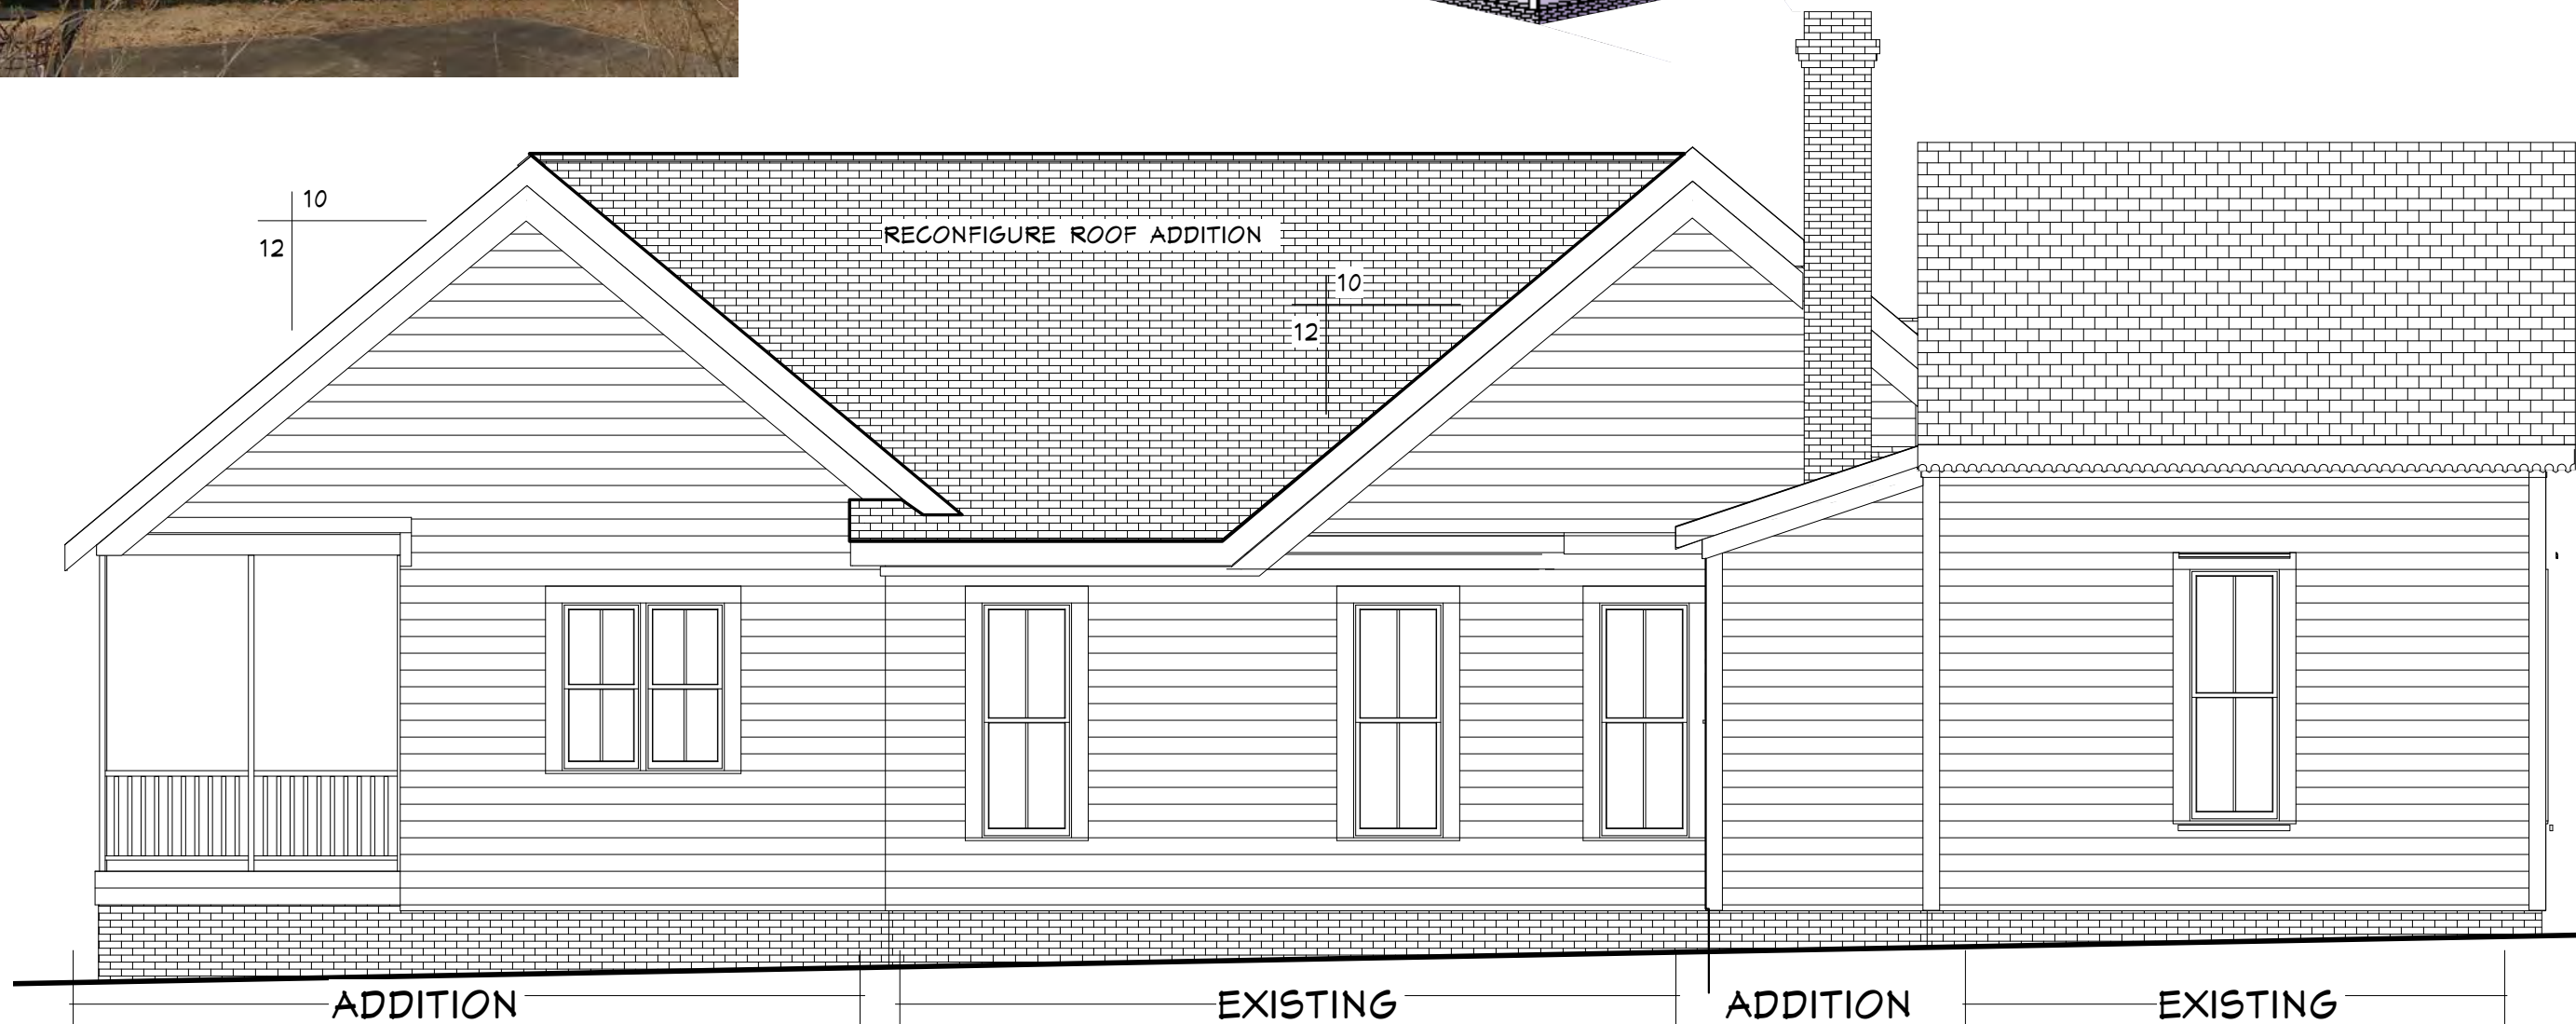 10
12
RECONFIGURE ROOF ADDITION
10
12
ADDITION
EXISTING
ADDITION
EXISTING